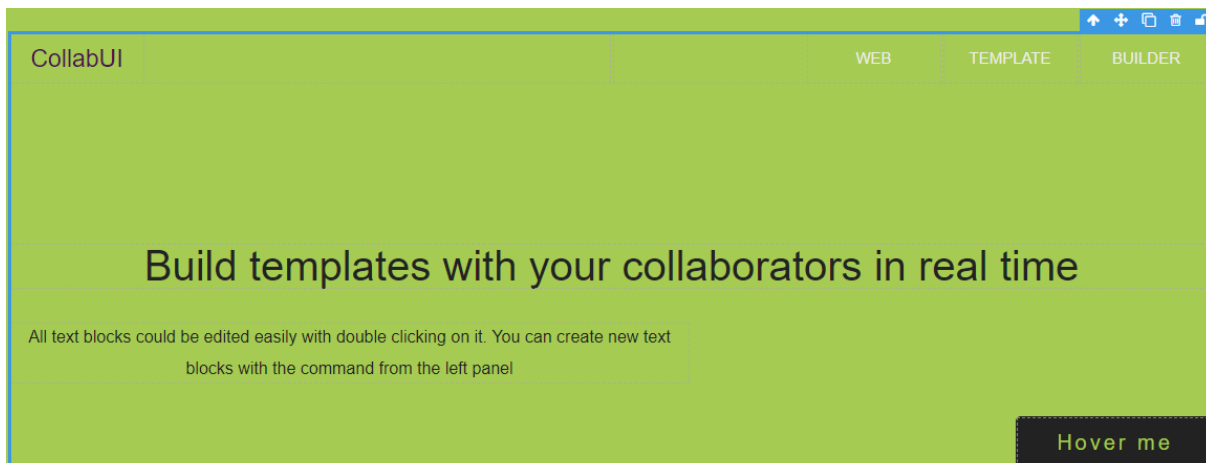 CollabUI
WEB
TEMPLATE
BUILDER
Build templates with your collaborators in real time
All text blocks could be edited easily with double clicking on it. You can create new text
blocks with the command from the left panel
Hover me